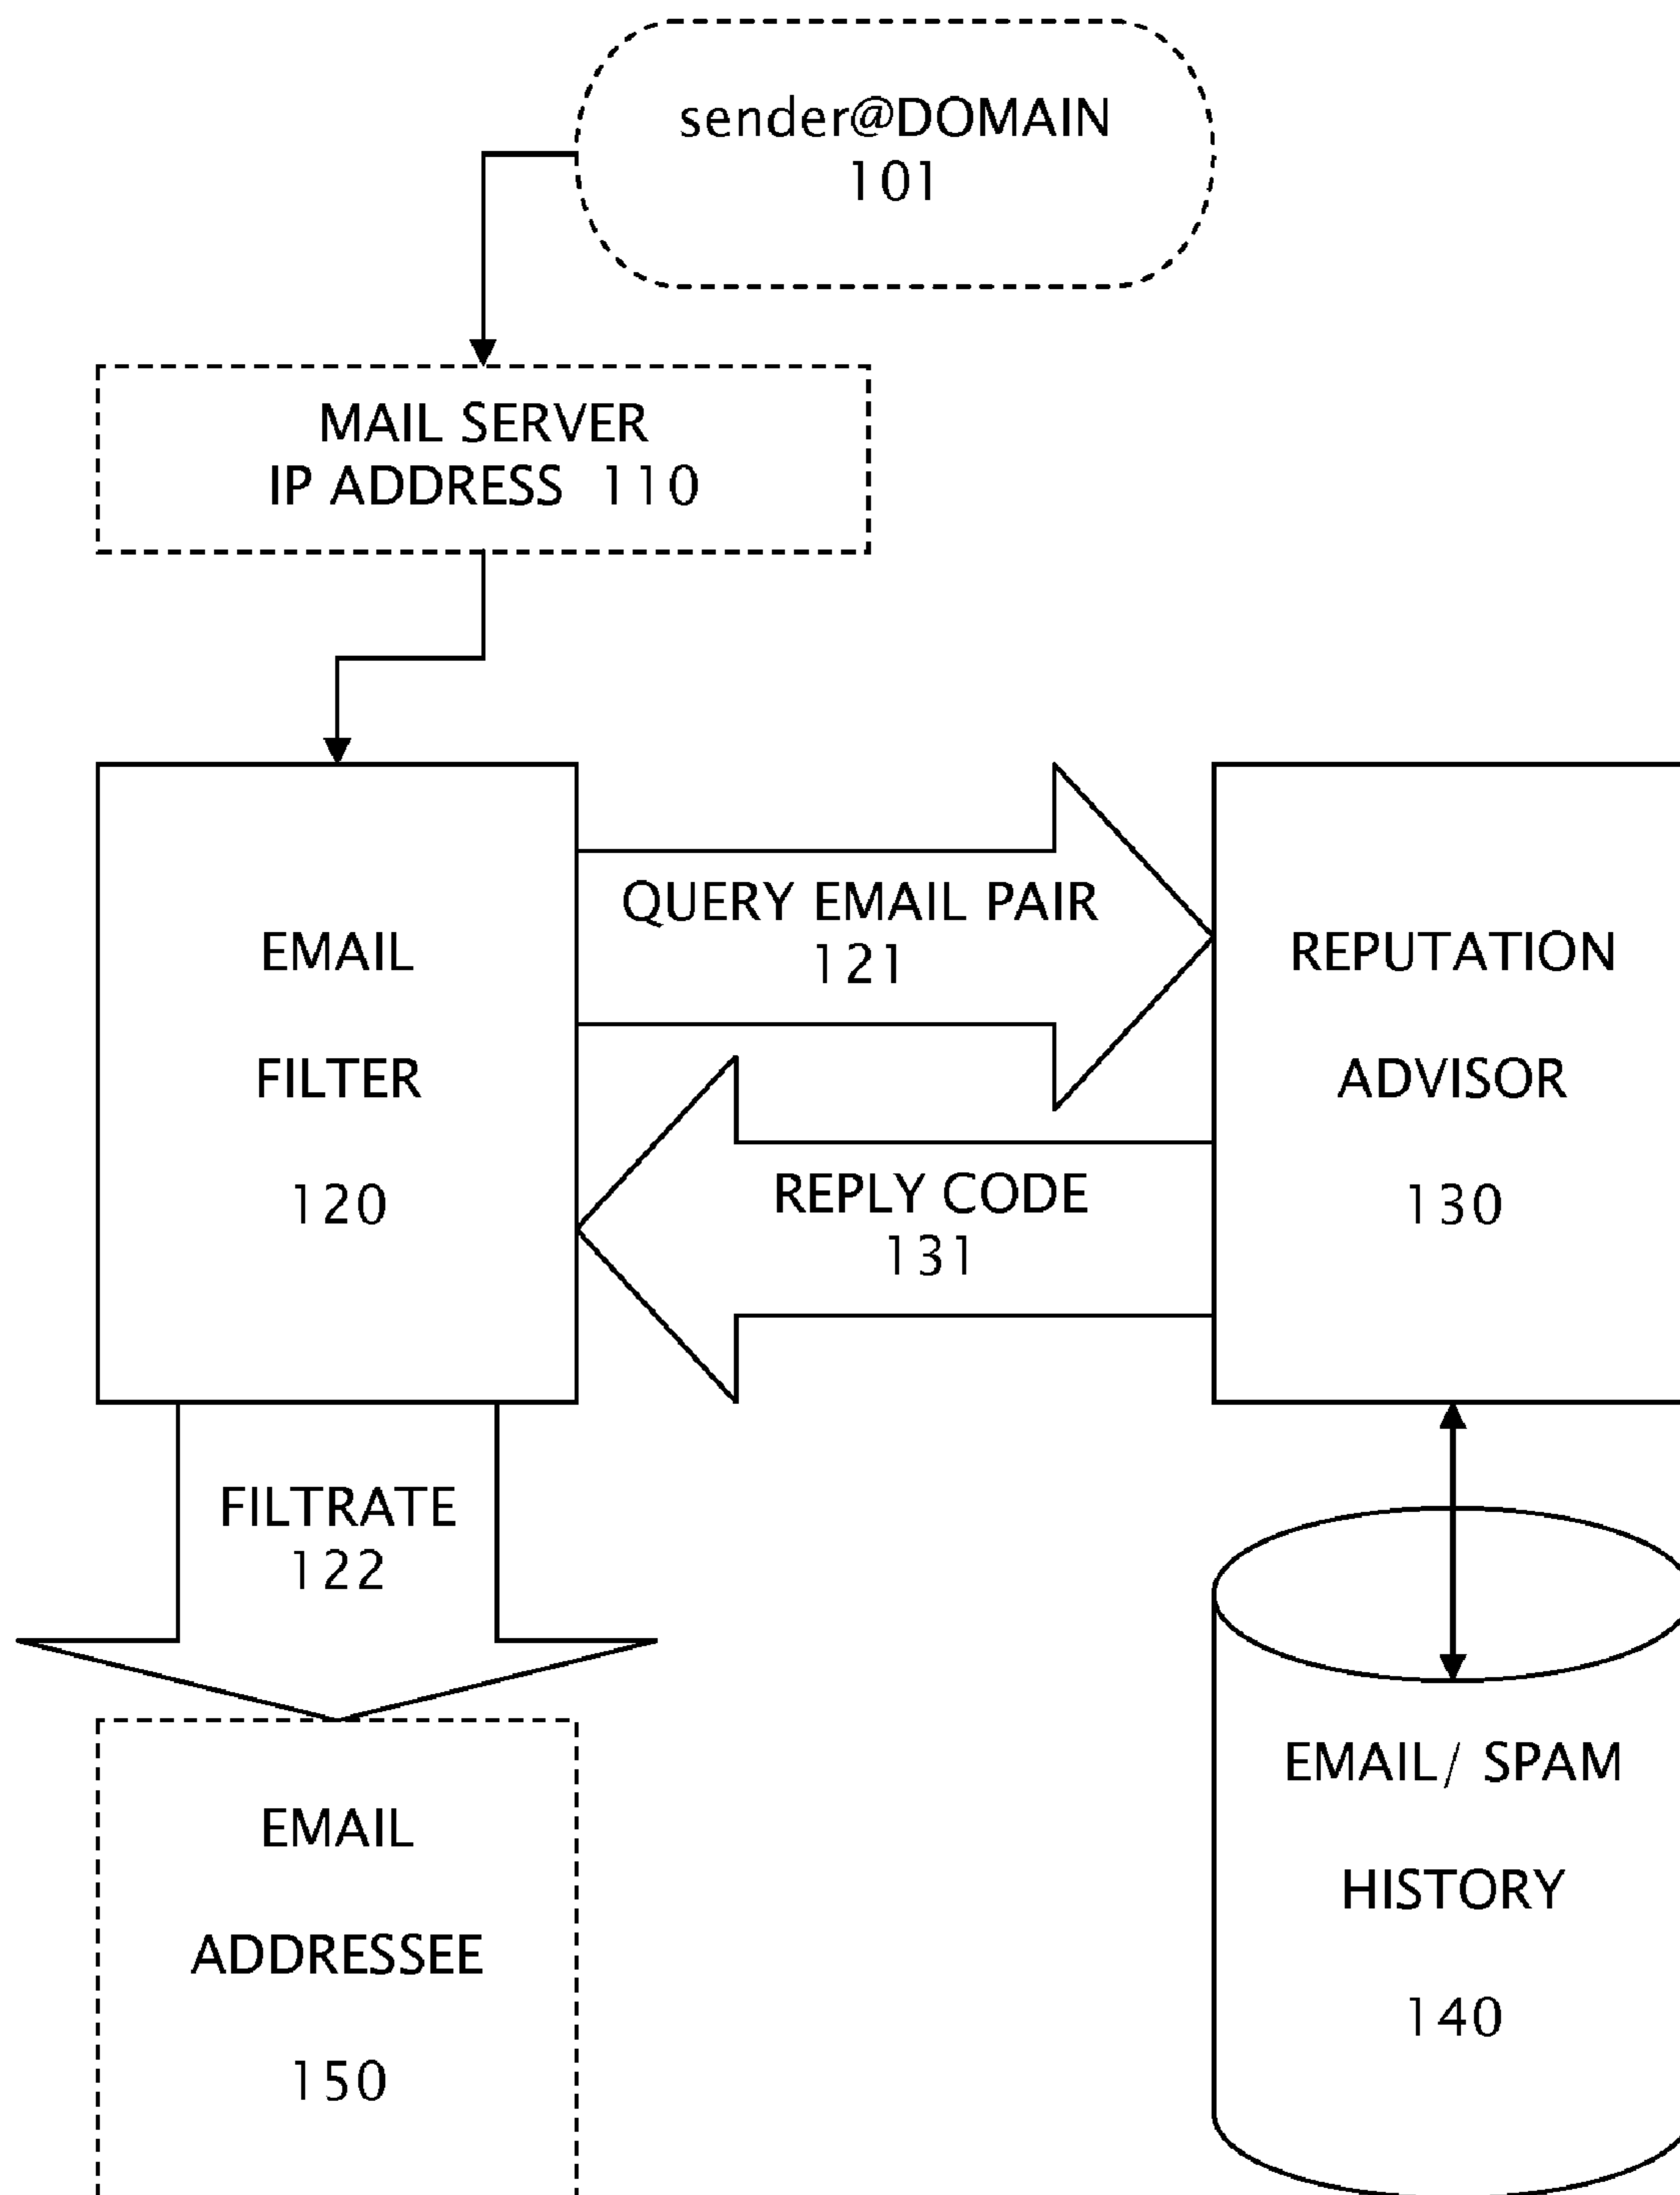 sender@DOMAIN
101
MAIL SERVER
IP ADDRESS 110
EMAIL
FILTER
120
QUERY EMAIL PAIR
121
REPLY CODE
131
REPUTATION
ADVISOR
130
FILTRATE
122
EMAIL
ADDRESSEE
150
EMAIL/ SPAM
HISTORY
140